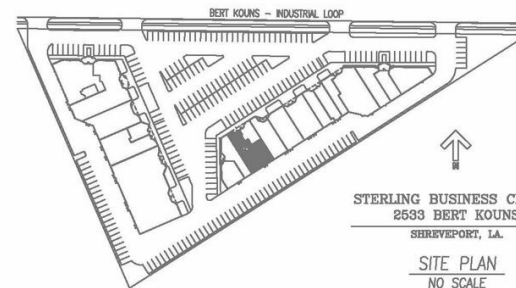 BERT KOUNS - INDUSTRIAL LOOP
STERLING BUSINESS C
2533 BERT KOUNS
SHREVEPORT, LA.
SITE PLAN
NO SCALE